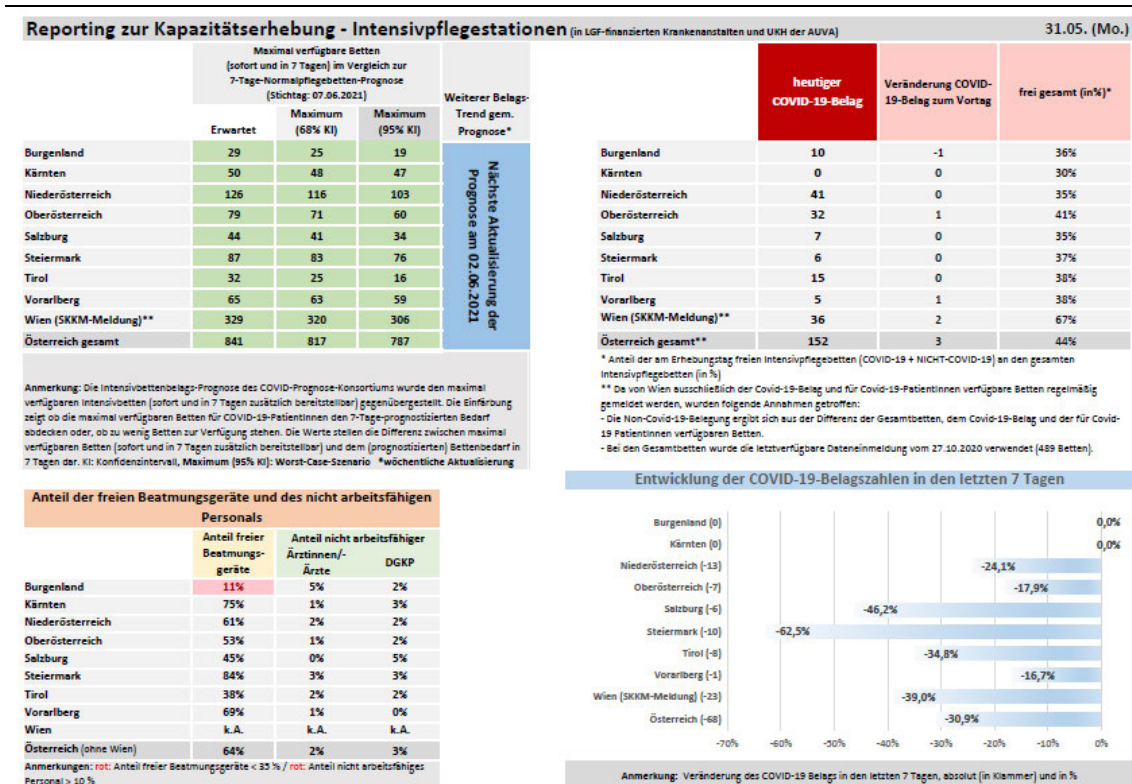 Reporting zur Kapazitätserhebung - Intensivpflegestationen (in LGF-finanzierten Krankenanstalten und UKH der AUVA) 31.05. (Mo.)
Maximal verfügbare Betten
(sofort und in 7 Tagen) im Vergleich zur
7-Tage-Normalpflegebetten-Prognose
(Stichtag: 07.06.2021)
Weiterer Belags-
Trend gem.
Prognose*
Erwartet Maximum (68% KI) Maximum (95% KI)
Burgenland 29 25 19
Kärnten 50 48 47
Niederösterreich 126 116 103
Oberösterreich 79 71 60
Salzburg 44 41 34
Steiermark 87 83 76
Tirol 32 25 16
Vorarlberg 65 63 59
Wien (SKKM-Meldung)** 329 320 306
Österreich gesamt 841 817 787
Nächste Aktualisierung der
Prognose am 02.06.2021
Anmerkung: Die Intensivbettenbelags-Prognose des COVID-Prognose-Konsortiums wurde den maximal
verfügbaren Intensivbetten (sofort und in 7 Tagen zusätzlich bereitstellbar) gegenübergestellt. Die Einfärbung
zeigt ob die maximal verfügbaren Betten für COVID-19-PatientInnen den 7-Tage-prognostizierten Bedarf
abdecken oder, ob zu wenig Betten zur Verfügung stehen. Die Werte stellen die Differenz zwischen maximal
verfügbaren Betten (sofort und in 7 Tagen zusätzlich bereitstellbar) und dem (prognostizierten) Bettenbedarf in
7 Tagen dar. KI: Konfidenzintervall, Maximum (95% KI): Worst-Case-Szenario *wöchentliche Aktualisierung
heutiger
COVID-19-Belag
Veränderung COVID-
19-Belag zum Vortag
frei gesamt (in%)*
Burgenland 10 -1 36%
Kärnten 0 0 30%
Niederösterreich 41 0 35%
Oberösterreich 32 1 41%
Salzburg 7 0 35%
Steiermark 6 0 37%
Tirol 15 0 38%
Vorarlberg 5 1 38%
Wien (SKKM-Meldung)** 36 2 67%
Österreich gesamt** 152 3 44%
* Anteil der am Erhebungstag freien Intensivpflegebetten (COVID-19 + NICHT-COVID-19) an den gesamten
Intensivpflegebetten (in %)
** Da von Wien ausschließlich der Covid-19-Belag und für Covid-19-PatientInnen verfügbare Betten regelmäßig
gemeldet werden, wurden folgende Annahmen getroffen:
- Die Non-Covid-19-Belegung ergibt sich aus der Differenz der Gesamtbetten, dem Covid-19-Belag und der für Covid-
19 PatientInnen verfügbaren Betten.
- Bei den Gesamtbetten wurde die letztverfügbare Dateneinmeldung vom 27.10.2020 verwendet (489 Betten).
Anteil der freien Beatmungsgeräte und des nicht arbeitsfähigen
Personals
Anteil freier
Beatmungs-
geräte
Anteil nicht arbeitsfähiger
Ärztinnen/-
Ärzte
DGKP
Burgenland 11% 5% 2%
Kärnten 75% 1% 3%
Niederösterreich 61% 2% 2%
Oberösterreich 53% 1% 2%
Salzburg 45% 0% 5%
Steiermark 84% 3% 3%
Tirol 38% 2% 2%
Vorarlberg 69% 1% 0%
Wien k.A. k.A. k.A.
Österreich (ohne Wien) 64% 2% 3%
Anmerkungen: rot: Anteil freier Beatmungsgeräte < 35 % / rot: Anteil nicht arbeitsfähiges
Personal > 10 %
Entwicklung der COVID-19-Belagszahlen in den letzten 7 Tagen
Burgenland (0) 0,0%
Kärnten (0) 0,0%
Niederösterreich (-13) -24,1%
Oberösterreich (-7) -17,9%
Salzburg (-6) -46,2%
Steiermark (-10) -62,5%
Tirol (-8) -34,8%
Vorarlberg (-1) -16,7%
Wien (SKKM-Meldung) (-23) -39,0%
Österreich (-68) -30,9%
-70% -60% -50% -40% -30% -20% -10% 0%
Anmerkung: Veränderung des COVID-19 Belags in den letzten 7 Tagen, absolut (in Klammer) und in %